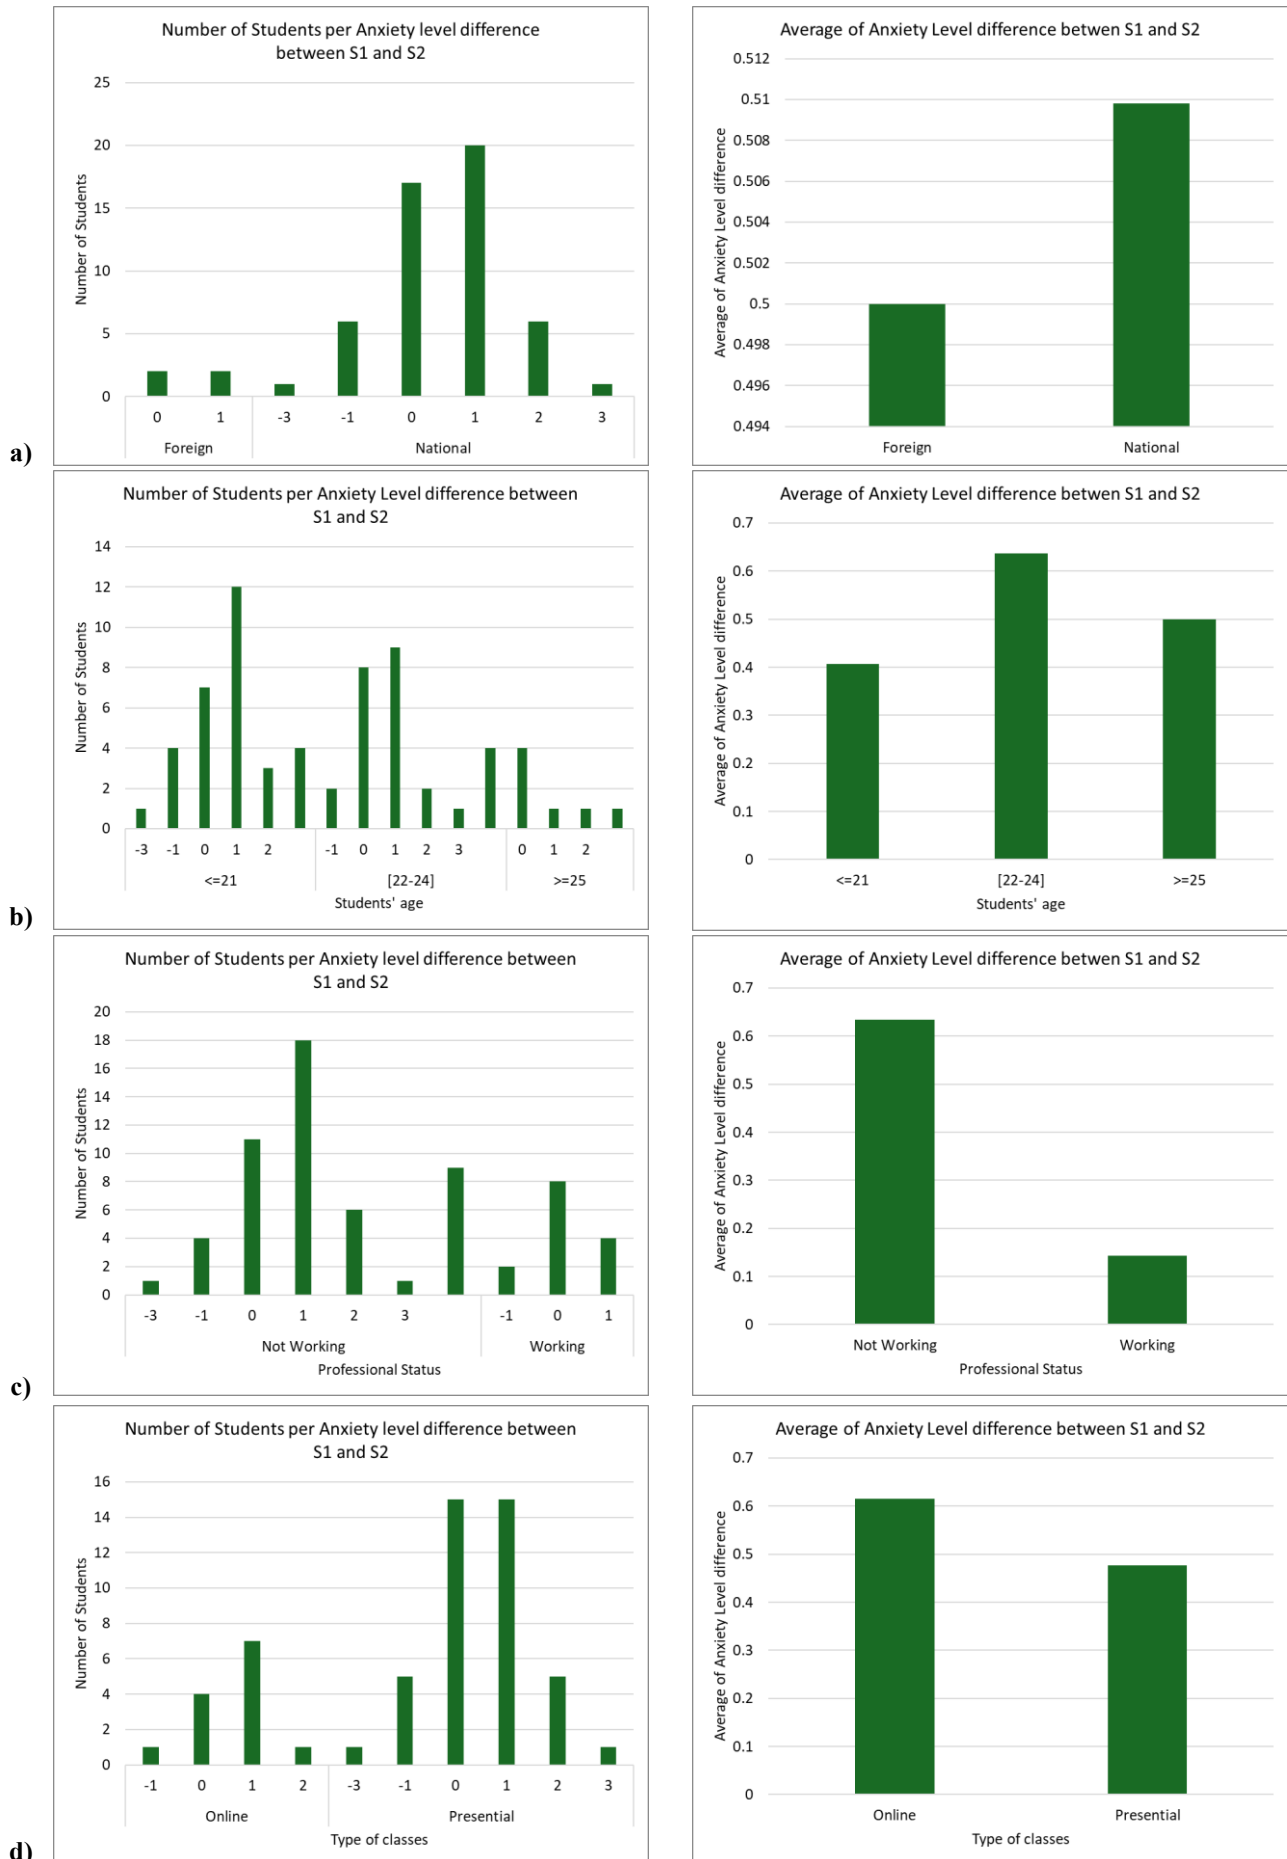 Number of Students per Anxiety level difference
between S1 and S2
25
20
15
10
5
0
Number of Students
0 1 -3 -1 0 1 2 3
Foreign National
Average of Anxiety Level difference betwen S1 and S2
0.512
0.51
0.508
0.506
0.504
0.502
0.5
0.498
0.496
0.494
Average of Anxiety Level difference
Foreign National
a)
Number of Students per Anxiety Level difference between
S1 and S2
14
12
10
8
6
4
2
0
Number of Students
-3 -1 0 1 2 -1 0 1 2 3 0 1 2
<=21 [22-24] >=25
Students' age
Average of Anxiety Level difference betwen S1 and S2
0.7
0.6
0.5
0.4
0.3
0.2
0.1
0
Average of Anxiety Level difference
<=21 [22-24] >=25
Students' age
b)
Number of Students per Anxiety level difference between
S1 and S2
20
18
16
14
12
10
8
6
4
2
0
Number of Students
-3 -1 0 1 2 3 -1 0 1
Not Working Working
Professional Status
Average of Anxiety Level difference betwen S1 and S2
0.7
0.6
0.5
0.4
0.3
0.2
0.1
0
Average of Anxiety Level difference
Not Working Working
Professional Status
c)
Number of Students per Anxiety level difference between
S1 and S2
16
14
12
10
8
6
4
2
0
Number of Students
-1 0 1 2 -3 -1 0 1 2 3
Online Presential
Type of classes
Average of Anxiety Level difference between S1 and S2
0.7
0.6
0.5
0.4
0.3
0.2
0.1
0
Average of Anxiety Level difference
Online Presential
Type of classes
d)